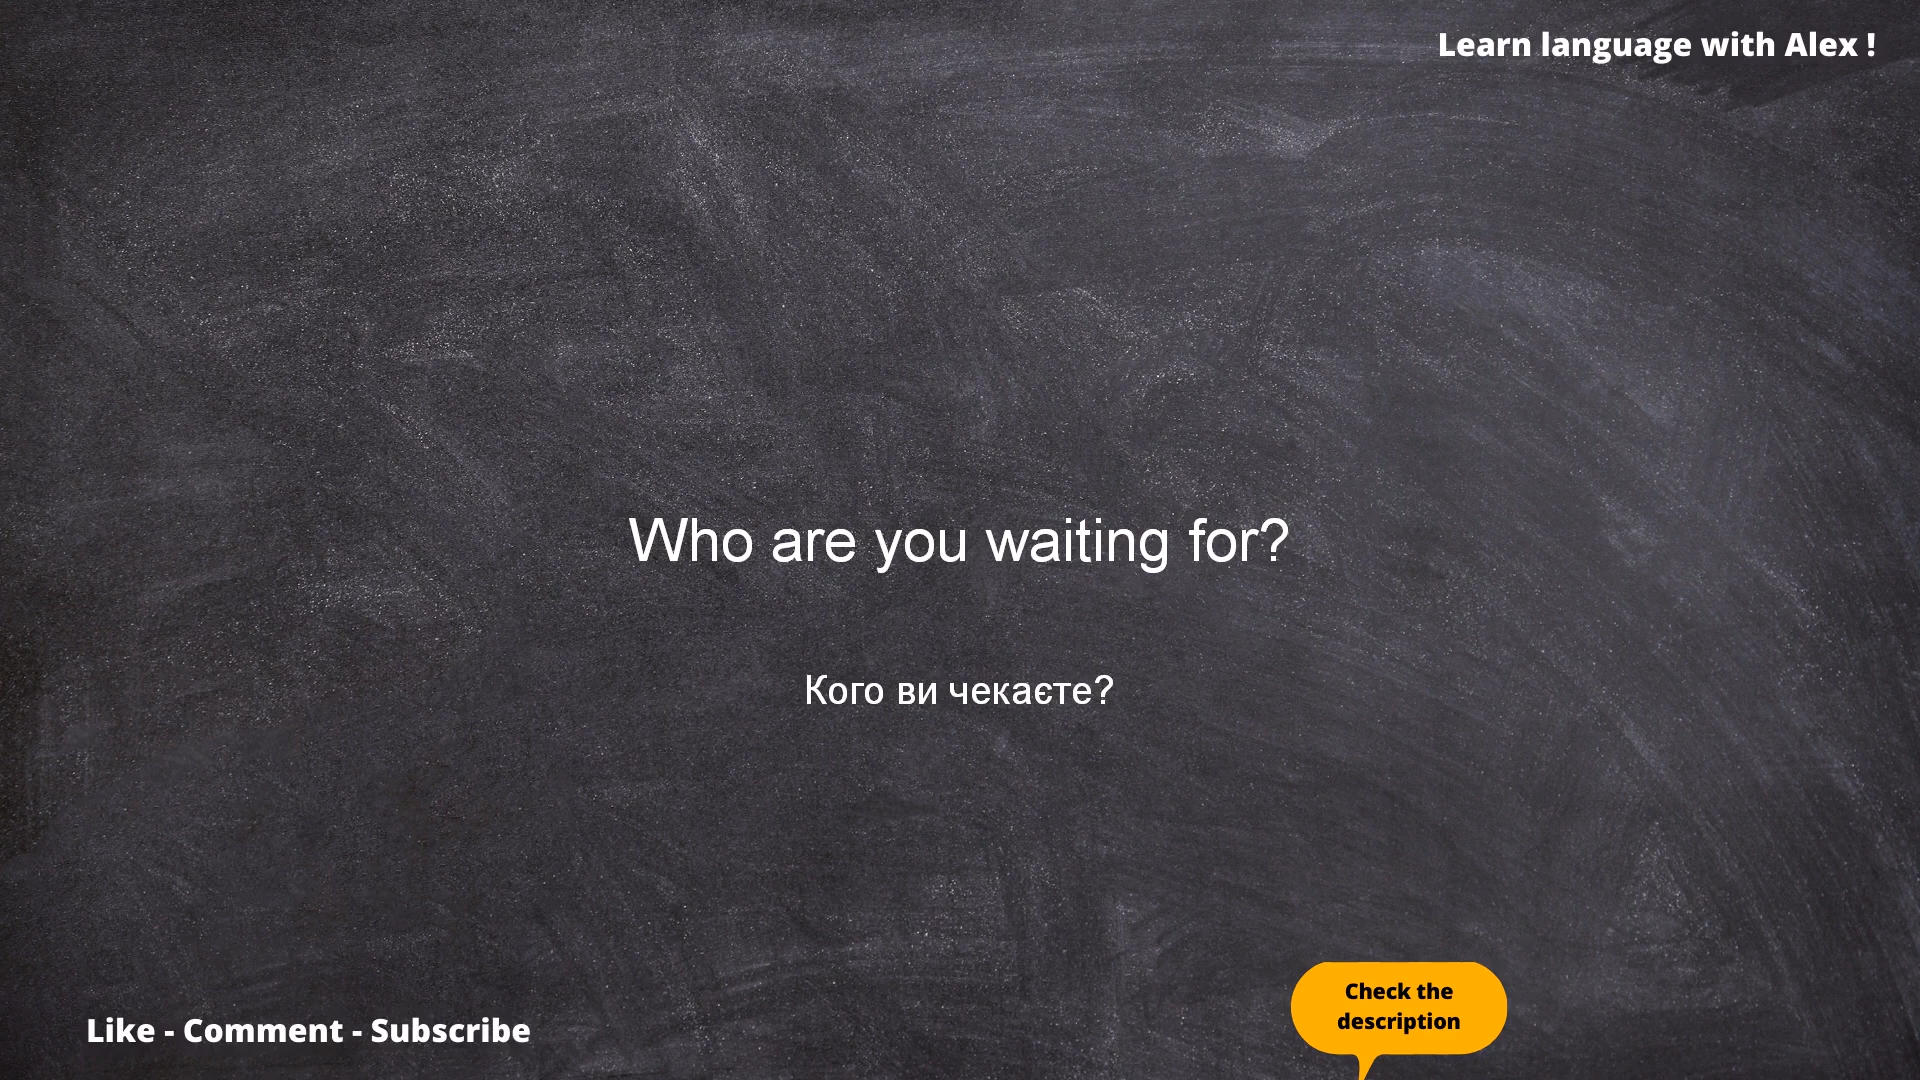 Learn language with Alex !
Who are you waiting for?
Кого ви чекаєте?
Check the
description
Like - Comment - Subscribe